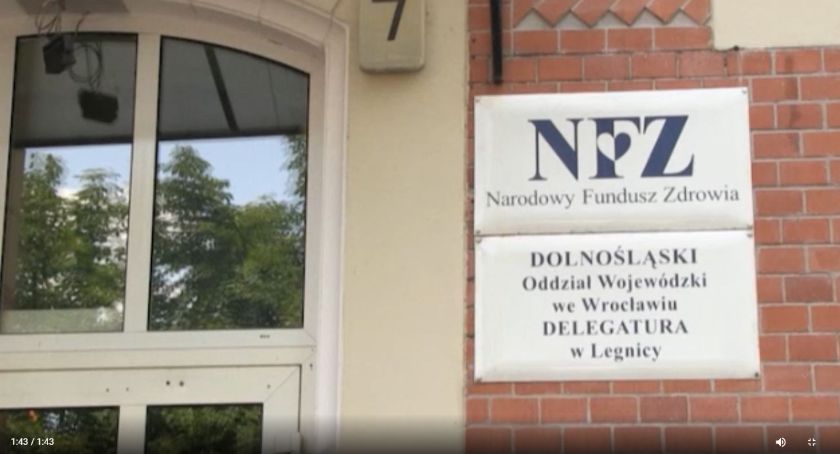 7
NFZ
Narodowy Fundusz Zdrowia
DOLNOŚLĄSKI
Oddział Wojewódzki
we Wrocławiu
DELEGATURA
w Legnicy
1:43 / 1:43